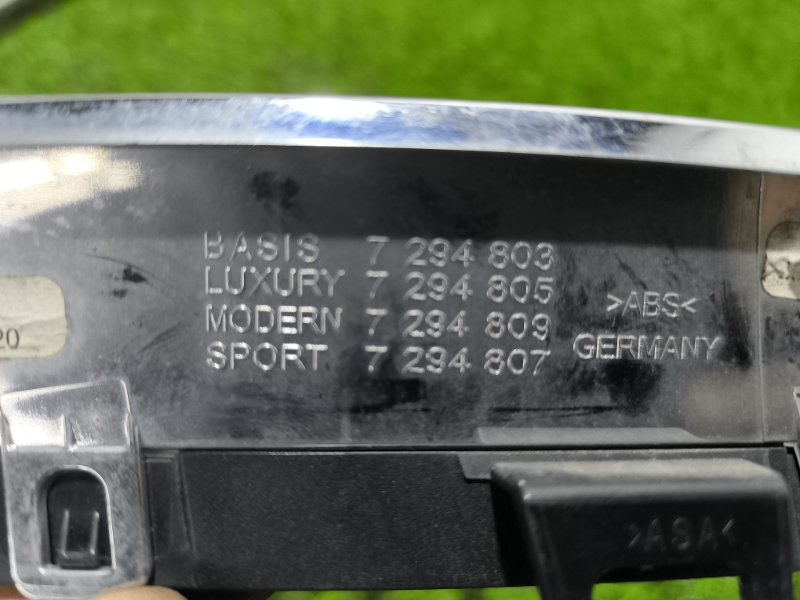 BASIS 7 294 803
LUXURY 7 294 805
MODERN 7 294 809
SPORT 7 294 807
>ABS<
GERMANY
20
>ASA<